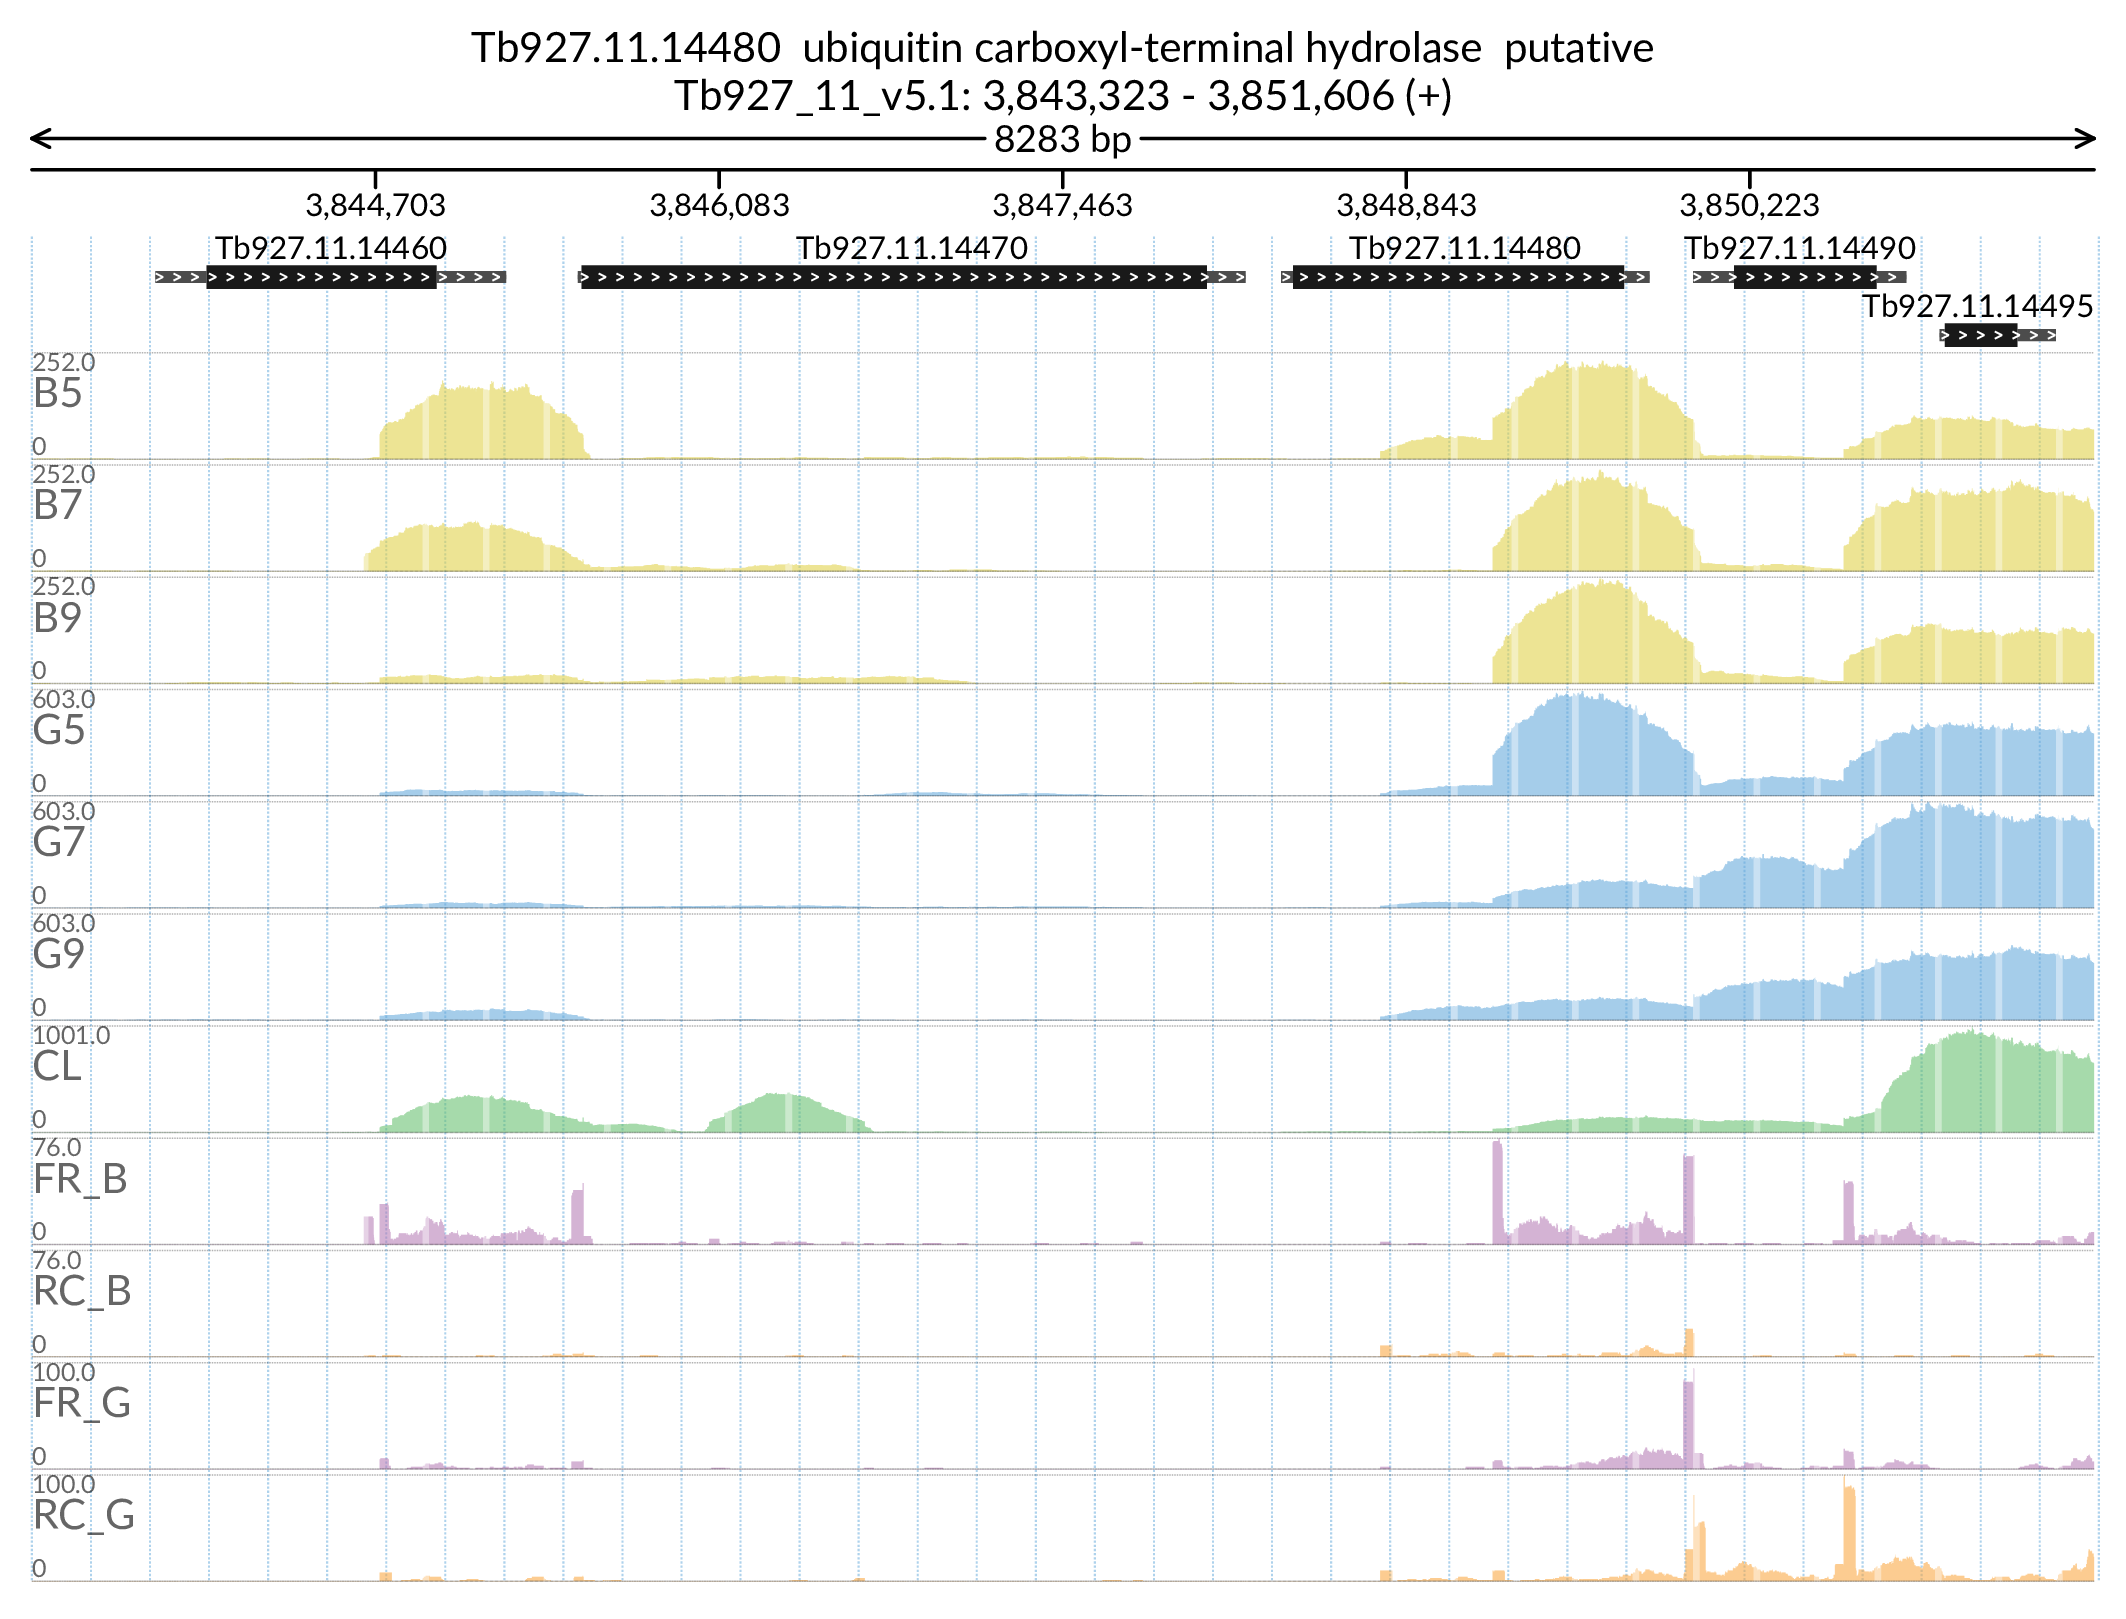 Tb927.11.14480  ubiquitin carboxyl-terminal hydrolase  putative
Tb927_11_v5.1: 3,843,323 - 3,851,606 (+)
8283 bp
3,844,703 3,846,083 3,847,463 3,848,843 3,850,223
Tb927.11.14460 Tb927.11.14470 Tb927.11.14480 Tb927.11.14490
Tb927.11.14495
252.0
B5
0
252.0
B7
0
252.0
B9
0
603.0
G5
0
603.0
G7
0
603.0
G9
0
1001.0
CL
0
76.0
FR_B
0
76.0
RC_B
0
100.0
FR_G
0
100.0
RC_G
0